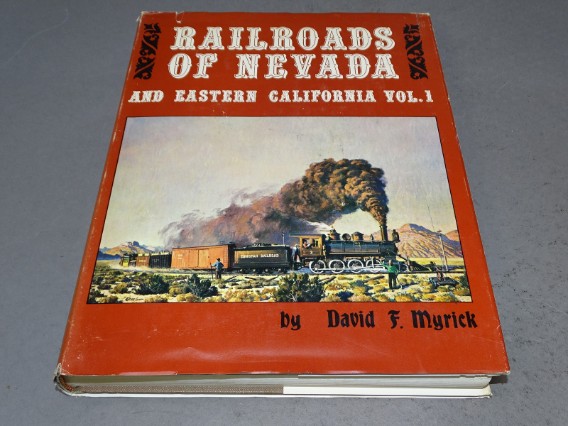 RAILROADS
OF NEVADA
AND EASTERN CALIFORNIA VOL.1
by David F. Myrick